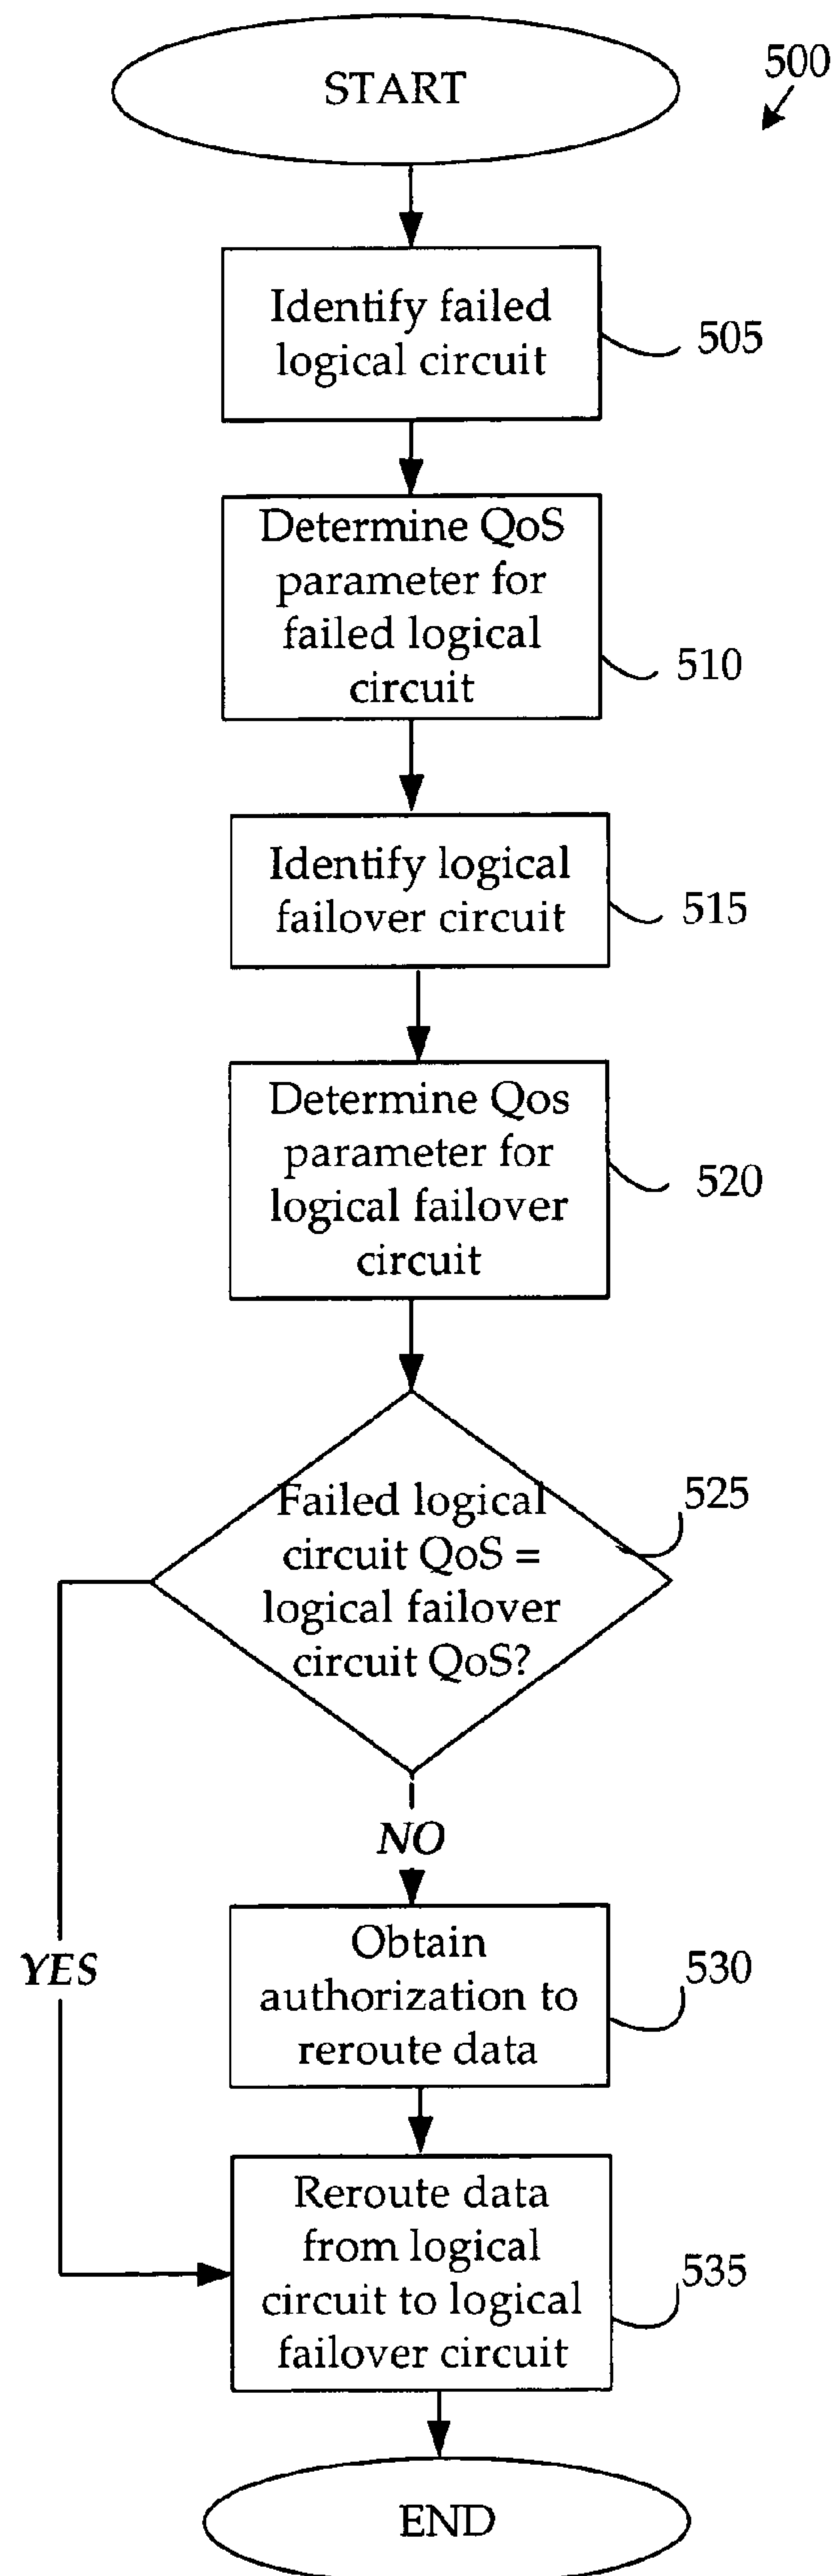 START
500
Identify failed
logical circuit
505
Determine QoS
parameter for
failed logical
circuit
510
Identify logical
failover circuit
515
Determine Qos
parameter for
logical failover
circuit
520
Failed logical
circuit QoS =
logical failover
circuit QoS?
525
NO
YES
Obtain
authorization to
reroute data
530
Reroute data
from logical
circuit to logical
failover circuit
535
END